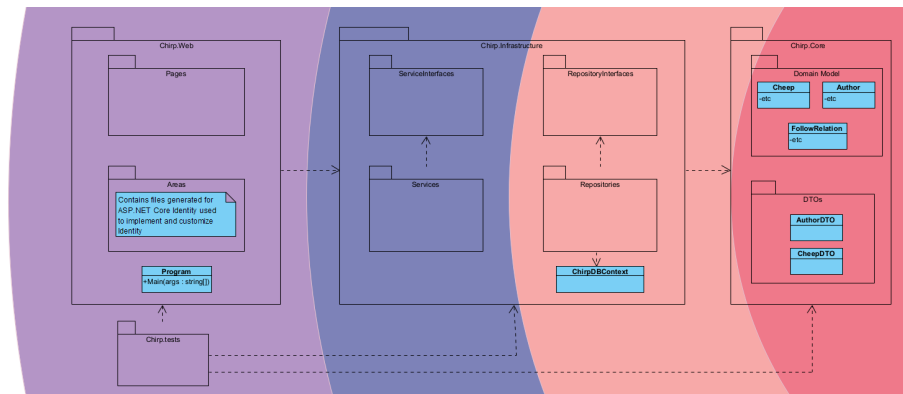 Chirp.Web
Pages
Areas
Contains files generated for
ASP.NET Core Identity used
to implement and customize
Identity
Program
+Main(args : string[])
Chirp.tests
Chirp.Infrastructure
ServiceInterfaces
RepositoryInterfaces
Services
Repositories
ChirpDBContext
Chirp.Core
Domain Model
Cheep
-etc
Author
-etc
FollowRelation
-etc
DTOs
AuthorDTO
CheepDTO